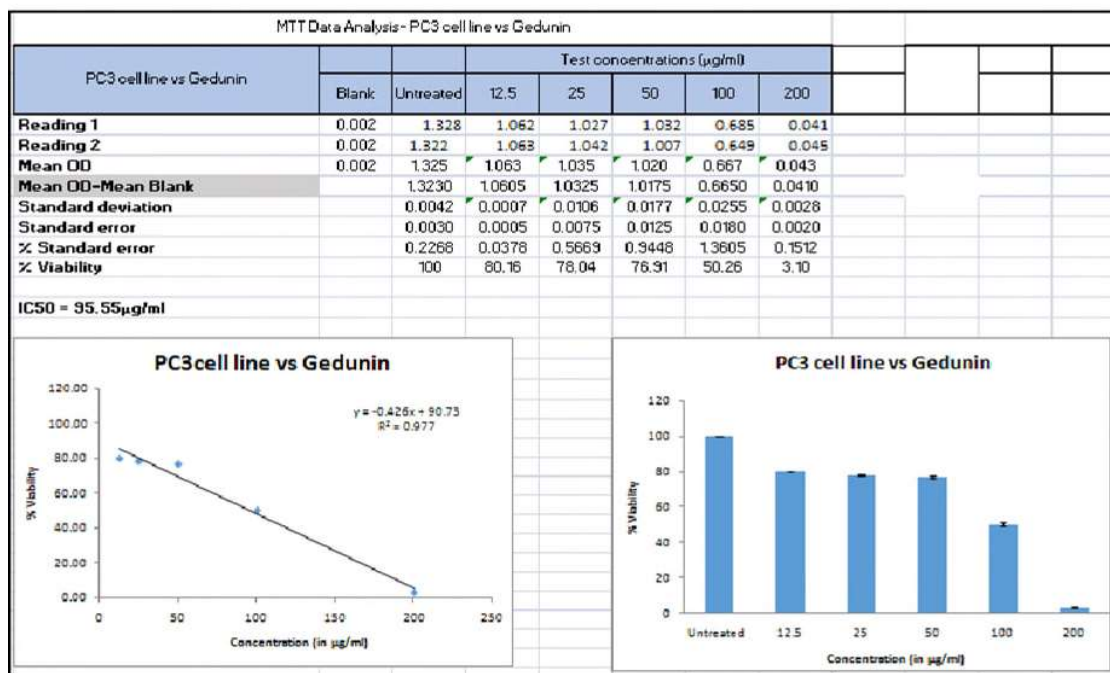 MTT Data Analysis- PC3 cell line vs Gedunin
PC3 cell line vs Gedunin
Test concentrations (µg/ml)
Blank Untreated 12.5 25 50 100 200
Reading 1 0.002 1.328 1.062 1.027 1.032 0.685 0.041
Reading 2 0.002 1.322 1.063 1.042 1.007 0.649 0.045
Mean OD 0.002 1.325 1.063 1.035 1.020 0.667 0.043
Mean OD-Mean Blank 1.3230 1.0605 1.0325 1.0175 0.6650 0.0410
Standard deviation 0.0042 0.0007 0.0106 0.0177 0.0255 0.0028
Standard error 0.0030 0.0005 0.0075 0.0125 0.0180 0.0020
% Standard error 0.2268 0.0378 0.5669 0.9448 1.3605 0.1512
% Viability 100 80.16 78.04 76.91 50.26 3.10
IC50 = 95.55µg/ml
PC3cell line vs Gedunin
y = -0.426x + 90.73
R² = 0.977
120.00
100.00
80.00
60.00
40.00
20.00
0.00
% Viability
0 50 100 150 200 250
Concentration (in µg/ml)
PC3 cell line vs Gedunin
120
100
80
60
40
20
0
% Viability
Untreated 12.5 25 50 100 200
Concentration (in µg/ml)